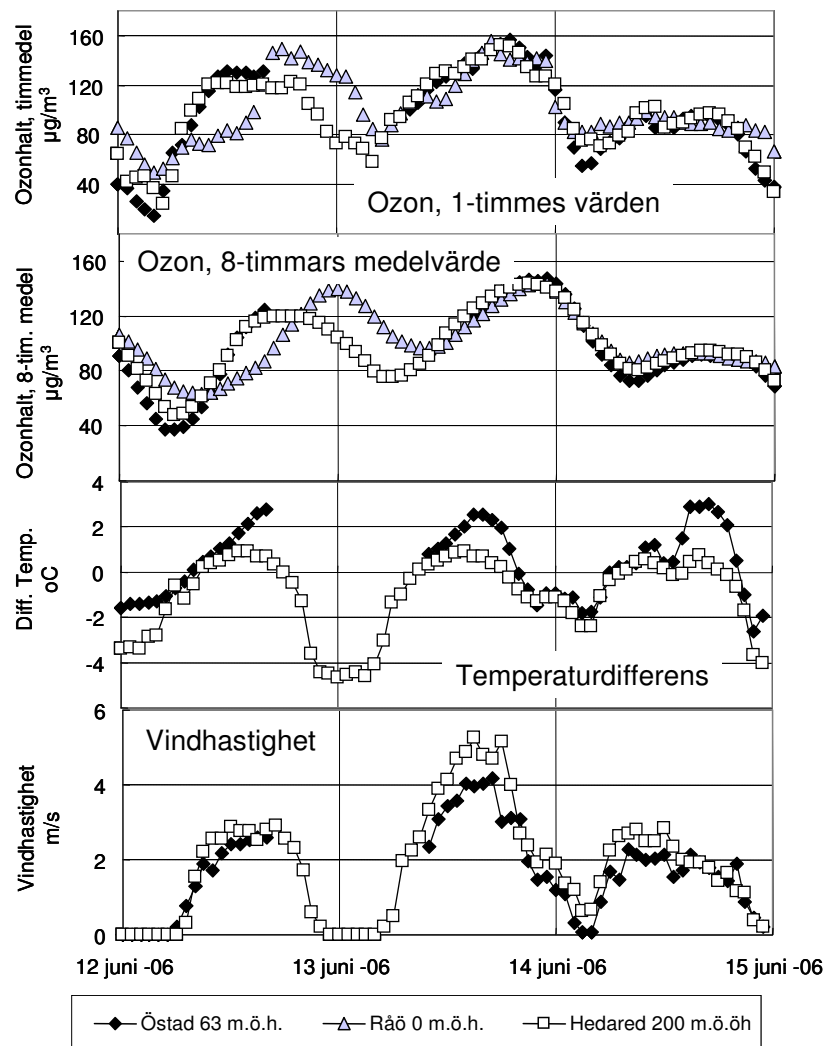 Ozonhalt, timmedel
µg/m³
160
120
80
40
Ozon, 1-timmes värden
Ozonhalt, 8-tim. medel
µg/m³
160
120
80
40
Ozon, 8-timmars medelvärde
Diff. Temp.
oC
4
2
0
-2
-4
Temperaturdifferens
Vindhastighet
m/s
6
4
2
0
Vindhastighet
12 juni -06
13 juni -06
14 juni -06
15 juni -06
Östad 63 m.ö.h.
Råö 0 m.ö.h.
Hedared 200 m.ö.öh